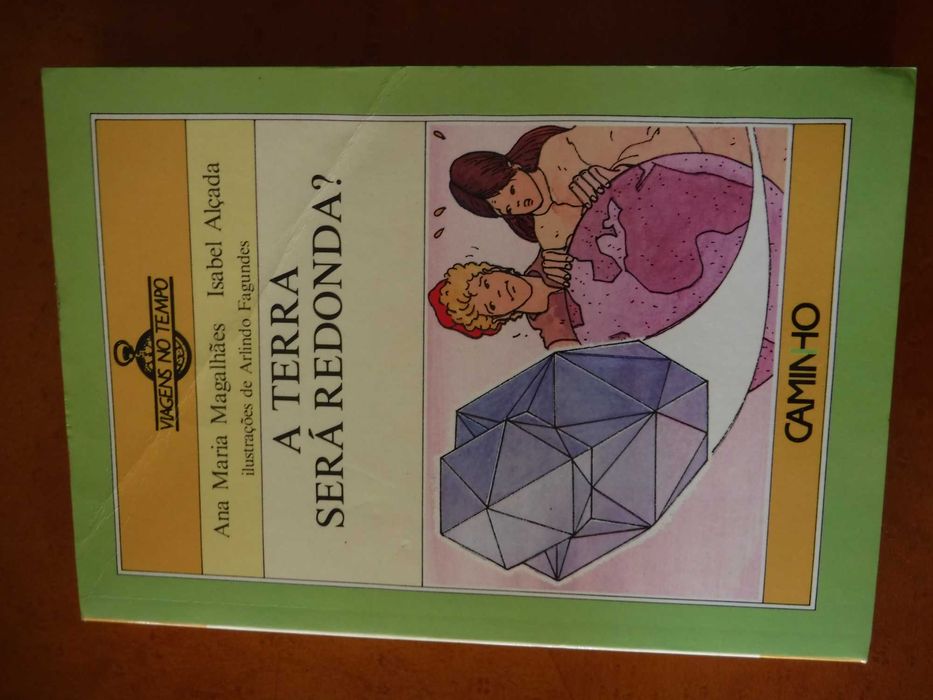 VIAGENS NO TEMPO
Ana Maria Magalhães Isabel Alçada
ilustrações de Arlindo Fagundes
A TERRA
SERÁ REDONDA?
CAMINHO